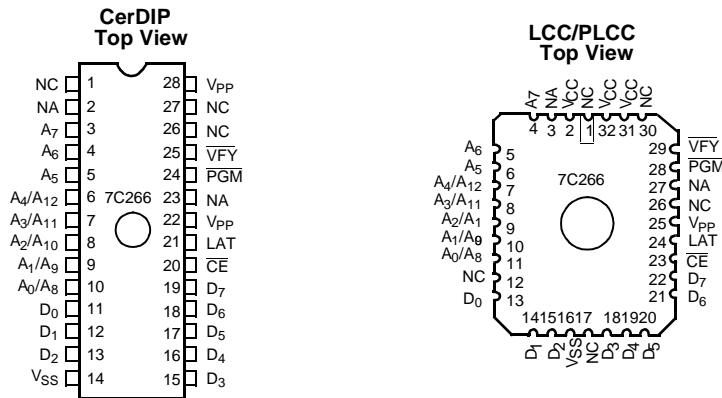 CerDIP
Top View
NC 1 28 VPP
NA 2 27 NC
A7 3 26 NC
A6 4 25 VFY
A5 5 24 PGM
A4/A12 6 7C266 23 NA
A3/A11 7 22 VPP
A2/A10 8 21 LAT
A1/A9 9 20 CE
A0/A8 10 19 D7
D0 11 18 D6
D1 12 17 D5
D2 13 16 D4
VSS 14 15 D3
LCC/PLCC
Top View
A7 NA VCC NC VCC VCC NC
4 3 2 1 32 31 30
A6 5 29 VFY
A5 6 28 PGM
A4/A12 7 7C266 27 NA
A3/A11 8 26 NC
A2/A1 9 25 VPP
A1/A9 10 24 LAT
A0/A8 11 23 CE
NC 12 22 D7
D0 13 21 D6
14 15 16 17 18 19 20
D1 D2 VSS NC D3 D4 D5